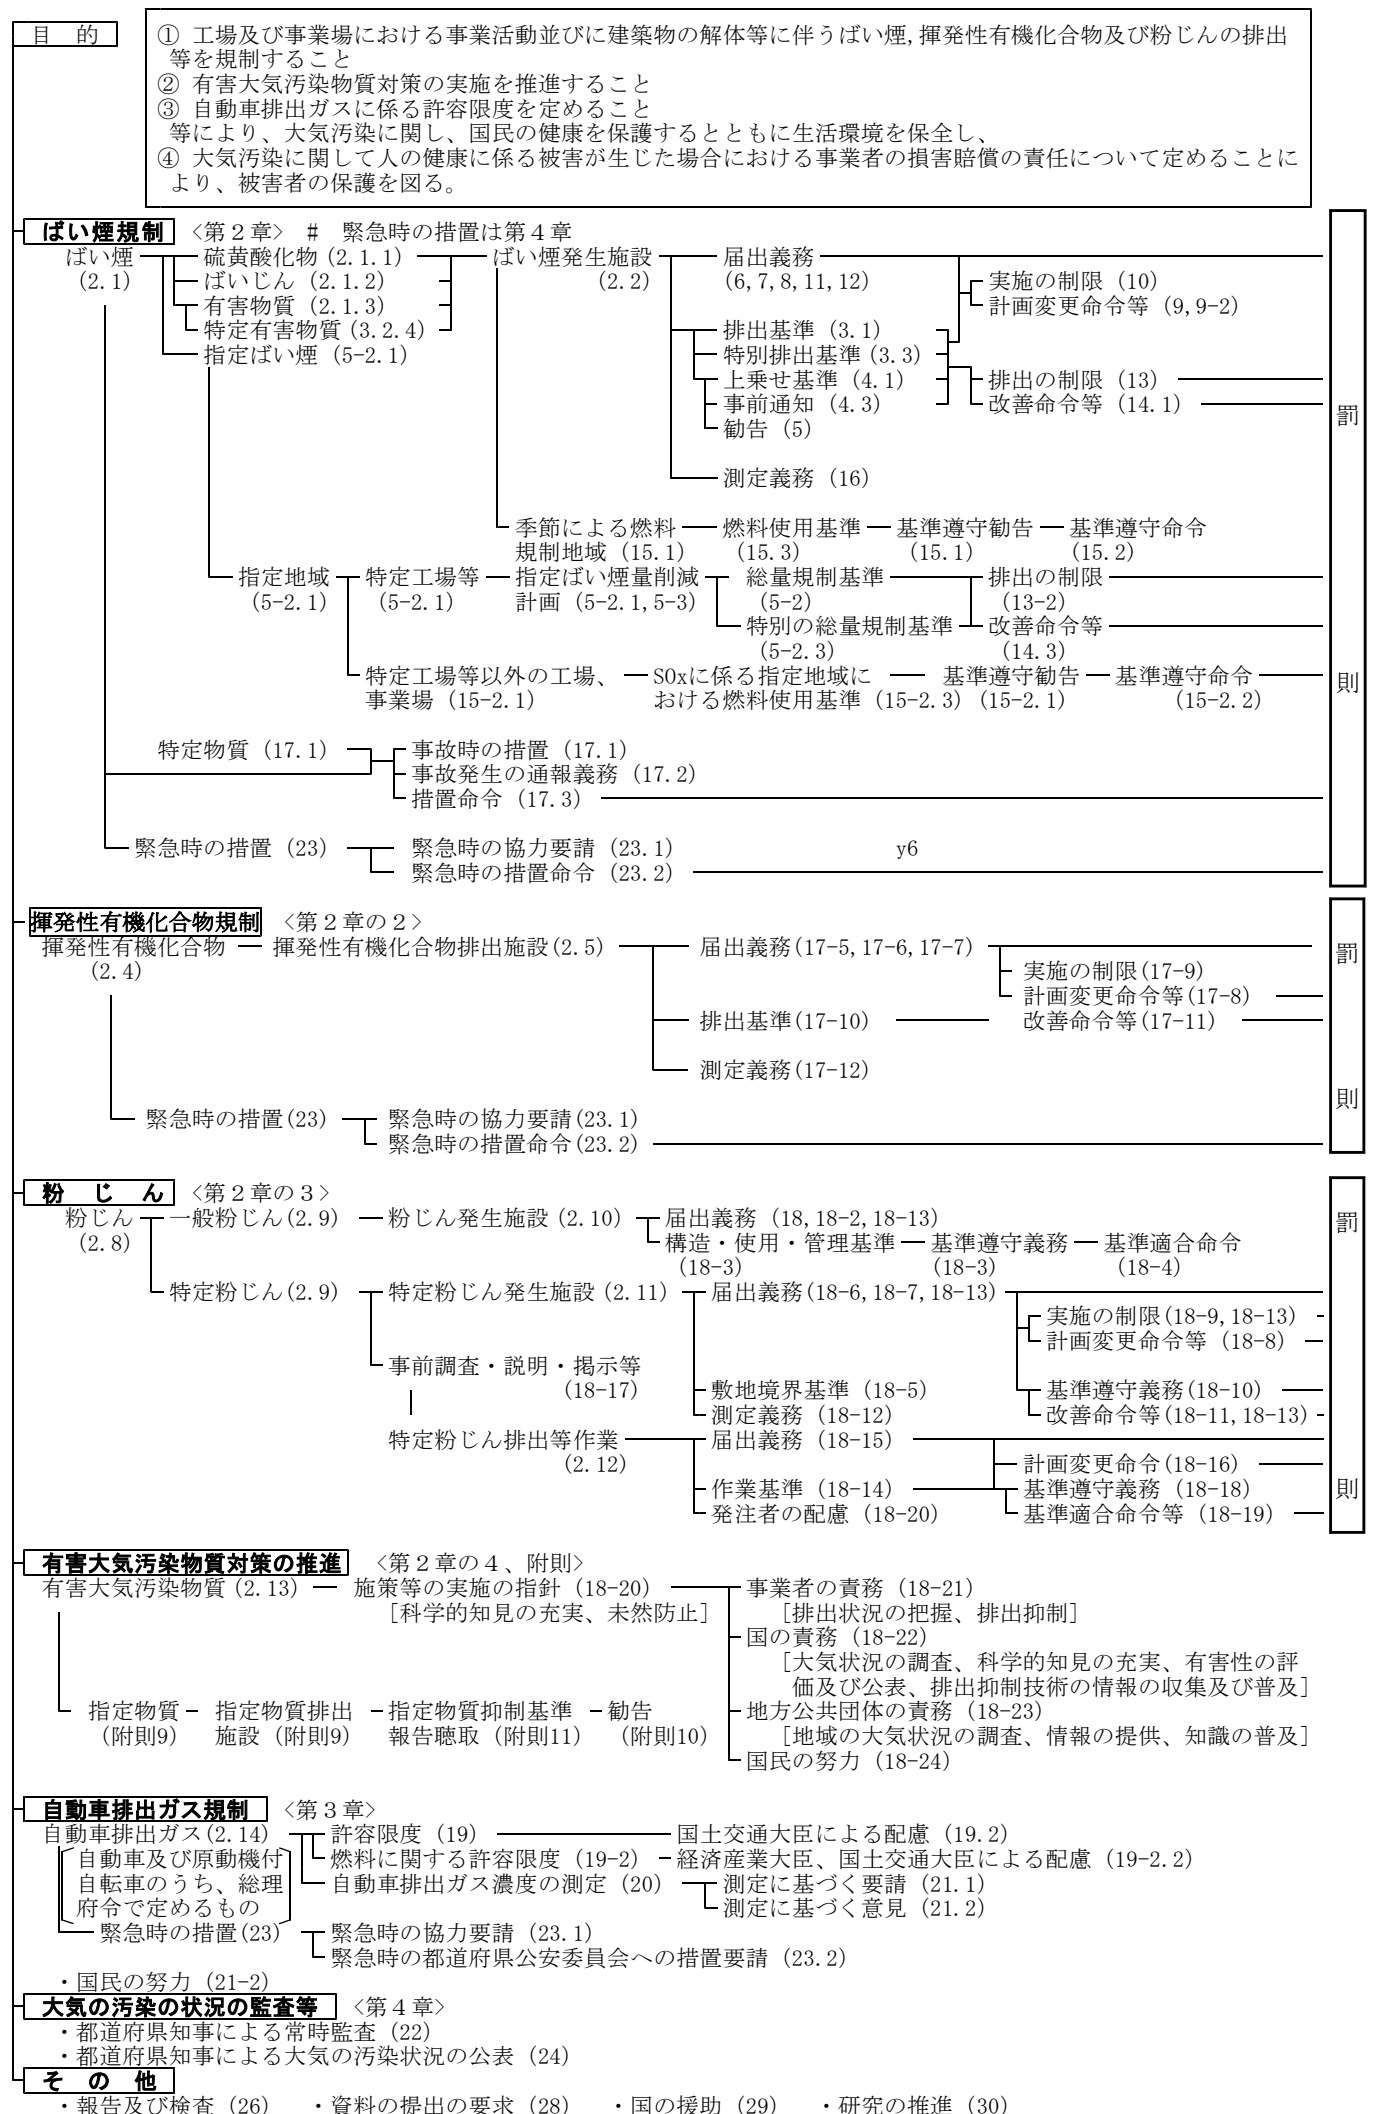 目 的
① 工場及び事業場における事業活動並びに建築物の解体等に伴うばい煙,揮発性有機化合物及び粉じんの排出
等を規制すること
② 有害大気汚染物質対策の実施を推進すること
③ 自動車排出ガスに係る許容限度を定めること
等により、大気汚染に関し、国民の健康を保護するとともに生活環境を保全し、
④ 大気汚染に関して人の健康に係る被害が生じた場合における事業者の損害賠償の責任について定めることに
より、被害者の保護を図る。
ばい煙規制 〈第２章〉 # 緊急時の措置は第４章
ばい煙 硫黄酸化物(2.1.1) ばい煙発生施設 届出義務
(2.1) ばいじん (2.1.2) (2.2) (6,7,8,11,12) 実施の制限(10)
有害物質(2.1.3) 計画変更命令等(9,9-2)
特定有害物質(3.2.4) 排出基準(3.1)
指定ばい煙(5-2.1) 特別排出基準(3.3)
上乗せ基準(4.1) 排出の制限(13)
事前通知(4.3) 改善命令等(14.1) 罰
勧告(5)
測定義務(16)
季節による燃料 燃料使用基準 基準遵守勧告 基準遵守命令
規制地域(15.1) (15.3) (15.1) (15.2)
指定地域 特定工場等 指定ばい煙量削減 総量規制基準 排出の制限
(5-2.1) (5-2.1) 計画(5-2.1,5-3) (5-2) (13-2)
特別の総量規制基準 改善命令等
(5-2.3) (14.3)
特定工場等以外の工場、 SOxに係る指定地域に 基準遵守勧告 基準遵守命令 則
事業場(15-2.1) おける燃料使用基準(15-2.3) (15-2.1) (15-2.2)
特定物質(17.1) 事故時の措置(17.1)
事故発生の通報義務(17.2)
措置命令(17.3)
緊急時の措置(23) 緊急時の協力要請(23.1) y6
緊急時の措置命令(23.2)
揮発性有機化合物規制 〈第２章の２〉
揮発性有機化合物 揮発性有機化合物排出施設(2.5) 届出義務(17-5,17-6,17-7) 罰
(2.4) 実施の制限(17-9)
計画変更命令等(17-8)
排出基準(17-10) 改善命令等(17-11)
測定義務(17-12)
緊急時の措置(23) 緊急時の協力要請(23.1) 則
緊急時の措置命令(23.2)
粉 じ ん 〈第２章の３〉
粉じん 一般粉じん(2.9) 粉じん発生施設(2.10) 届出義務(18,18-2,18-13) 罰
(2.8) 構造・使用・管理基準 基準遵守義務 基準適合命令
(18-3) (18-3) (18-4)
特定粉じん(2.9) 特定粉じん発生施設(2.11) 届出義務(18-6,18-7,18-13)
実施の制限(18-9,18-13)
計画変更命令等(18-8)
事前調査・説明・掲示等
(18-17) 敷地境界基準(18-5) 基準遵守義務(18-10)
測定義務(18-12) 改善命令等(18-11,18-13)
特定粉じん排出等作業 届出義務(18-15)
(2.12) 計画変更命令(18-16)
作業基準(18-14) 基準遵守義務(18-18) 則
発注者の配慮(18-20) 基準適合命令等(18-19)
有害大気汚染物質対策の推進 〈第２章の４、附則〉
有害大気汚染物質(2.13) 施策等の実施の指針(18-20) 事業者の責務(18-21)
[科学的知見の充実、未然防止] [排出状況の把握、排出抑制]
国の責務(18-22)
[大気状況の調査、科学的知見の充実、有害性の評
価及び公表、排出抑制技術の情報の収集及び普及]
指定物質 指定物質排出 指定物質抑制基準 勧告 地方公共団体の責務(18-23)
(附則9) 施設(附則9) 報告聴取(附則11) (附則10) [地域の大気状況の調査、情報の提供、知識の普及]
国民の努力(18-24)
自動車排出ガス規制 〈第３章〉
自動車排出ガス(2.14) 許容限度(19) 国土交通大臣による配慮(19.2)
自動車及び原動機付 燃料に関する許容限度(19-2) 経済産業大臣、国土交通大臣による配慮(19-2.2)
自転車のうち、総理 自動車排出ガス濃度の測定(20) 測定に基づく要請(21.1)
府令で定めるもの 測定に基づく意見(21.2)
緊急時の措置(23) 緊急時の協力要請(23.1)
緊急時の都道府県公安委員会への措置要請(23.2)
・国民の努力(21-2)
大気の汚染の状況の監査等 〈第４章〉
・都道府県知事による常時監査(22)
・都道府県知事による大気の汚染状況の公表(24)
そ の 他
・報告及び検査(26) ・資料の提出の要求(28) ・国の援助(29) ・研究の推進(30)